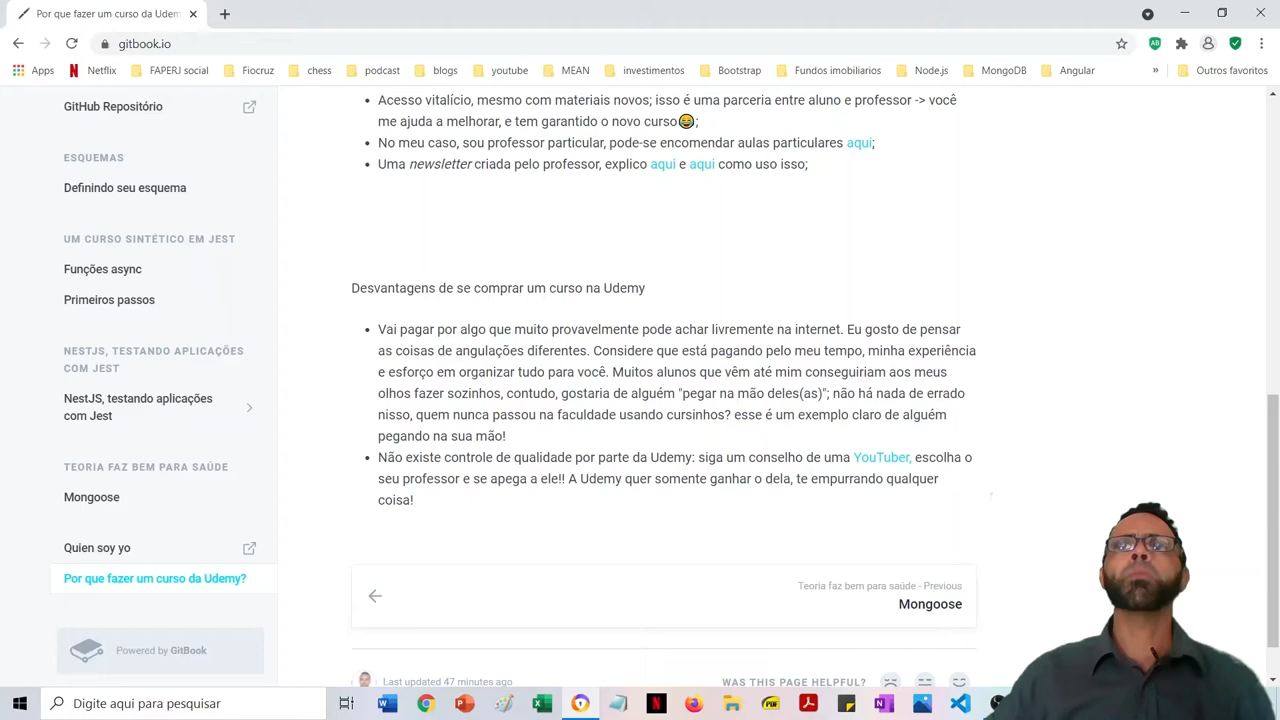 Por que fazer um curso da Udem
gitbook.io
Apps
Netflix
FAPERJ social
Fiocruz
chess
podcast
blogs
youtube
MEAN
investimentos
Bootstrap
Fundos imobiliarios
Node.js
MongoDB
Angular
»
Outros favoritos
GitHub Repositório
ESQUEMAS
Definindo seu esquema
UM CURSO SINTÉTICO EM JEST
Funções async
Primeiros passos
NESTJS, TESTANDO APLICAÇÕES
COM JEST
NestJS, testando aplicações
com Jest
TEORIA FAZ BEM PARA SAÚDE
Mongoose
Quien soy yo
Por que fazer um curso da Udemy?
Powered by GitBook
• Acesso vitalício, mesmo com materiais novos; isso é uma parceria entre aluno e professor -> você
me ajuda a melhorar, e tem garantido o novo curso😂;
• No meu caso, sou professor particular, pode-se encomendar aulas particulares aqui;
• Uma newsletter criada pelo professor, explico aqui e aqui como uso isso;
Desvantagens de se comprar um curso na Udemy
• Vai pagar por algo que muito provavelmente pode achar livremente na internet. Eu gosto de pensar
as coisas de angulações diferentes. Considere que está pagando pelo meu tempo, minha experiência
e esforço em organizar tudo para você. Muitos alunos que vêm até mim conseguiriam aos meus
olhos fazer sozinhos, contudo, gostaria de alguém "pegar na mão deles(as)"; não há nada de errado
nisso, quem nunca passou na faculdade usando cursinhos? esse é um exemplo claro de alguém
pegando na sua mão!
• Não existe controle de qualidade por parte da Udemy: siga um conselho de uma YouTuber, escolha o
seu professor e se apega a ele!! A Udemy quer somente ganhar o dela, te empurrando qualquer
coisa!
Teoria faz bem para saúde - Previous
Mongoose
Last updated 47 minutes ago
WAS THIS PAGE HELPFUL?
Digite aqui para pesquisar